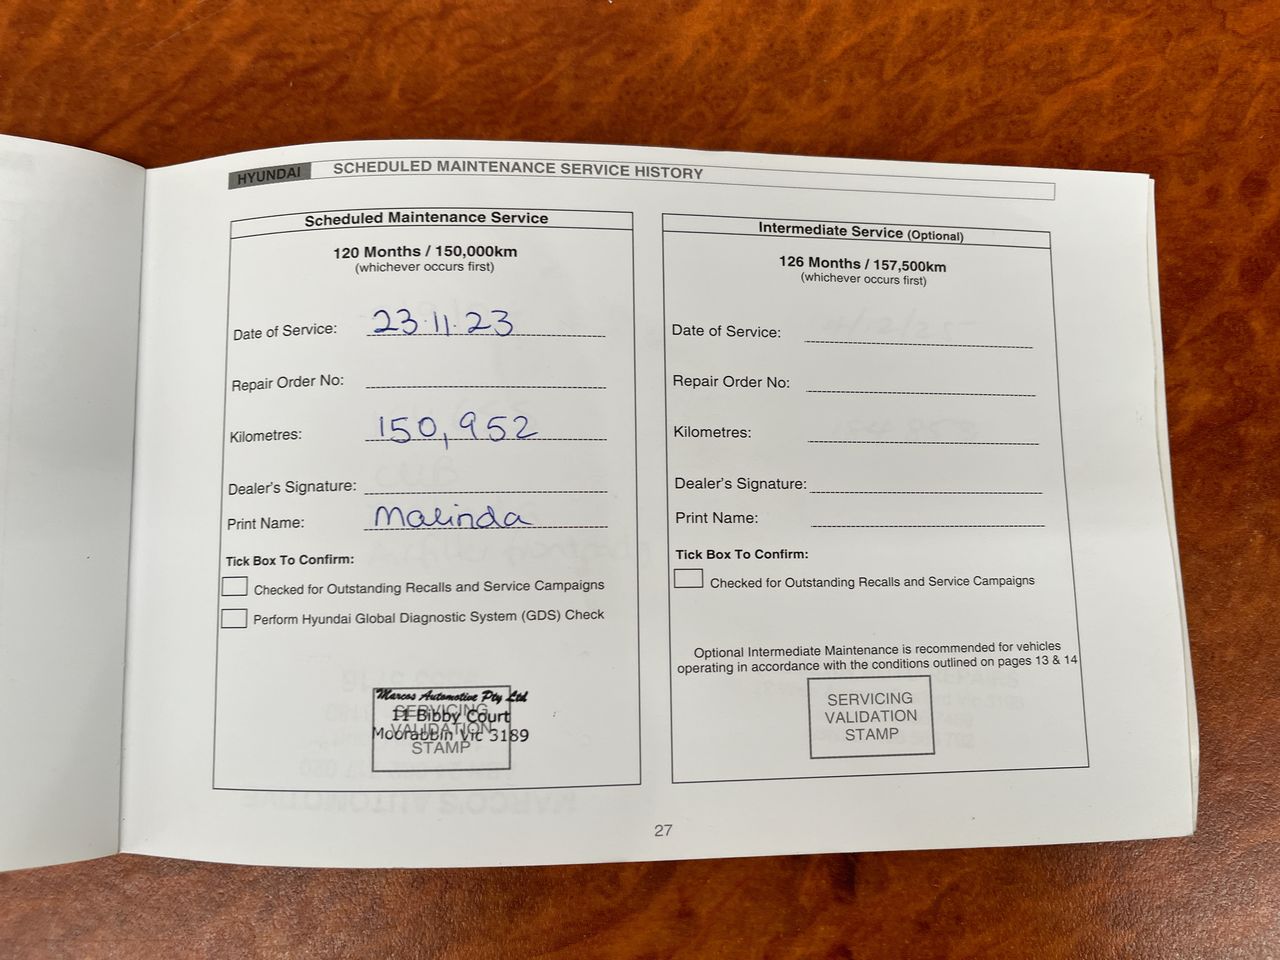 HYUNDAI SCHEDULED MAINTENANCE SERVICE HISTORY
Scheduled Maintenance Service
120 Months / 150,000km
(whichever occurs first)
Date of Service: 23.11.23
Repair Order No:
Kilometres: 150,952
Dealer's Signature:
Print Name: Malinda
Tick Box To Confirm:
Checked for Outstanding Recalls and Service Campaigns
Perform Hyundai Global Diagnostic System (GDS) Check
Marcos Automotive Pty Ltd
11 Bibby Court
Moorabbin Vic 3189
SERVICING
VALIDATION
STAMP
Intermediate Service (Optional)
126 Months / 157,500km
(whichever occurs first)
Date of Service:
Repair Order No:
Kilometres:
Dealer's Signature:
Print Name:
Tick Box To Confirm:
Checked for Outstanding Recalls and Service Campaigns
Optional Intermediate Maintenance is recommended for vehicles
operating in accordance with the conditions outlined on pages 13 & 14
SERVICING
VALIDATION
STAMP
27